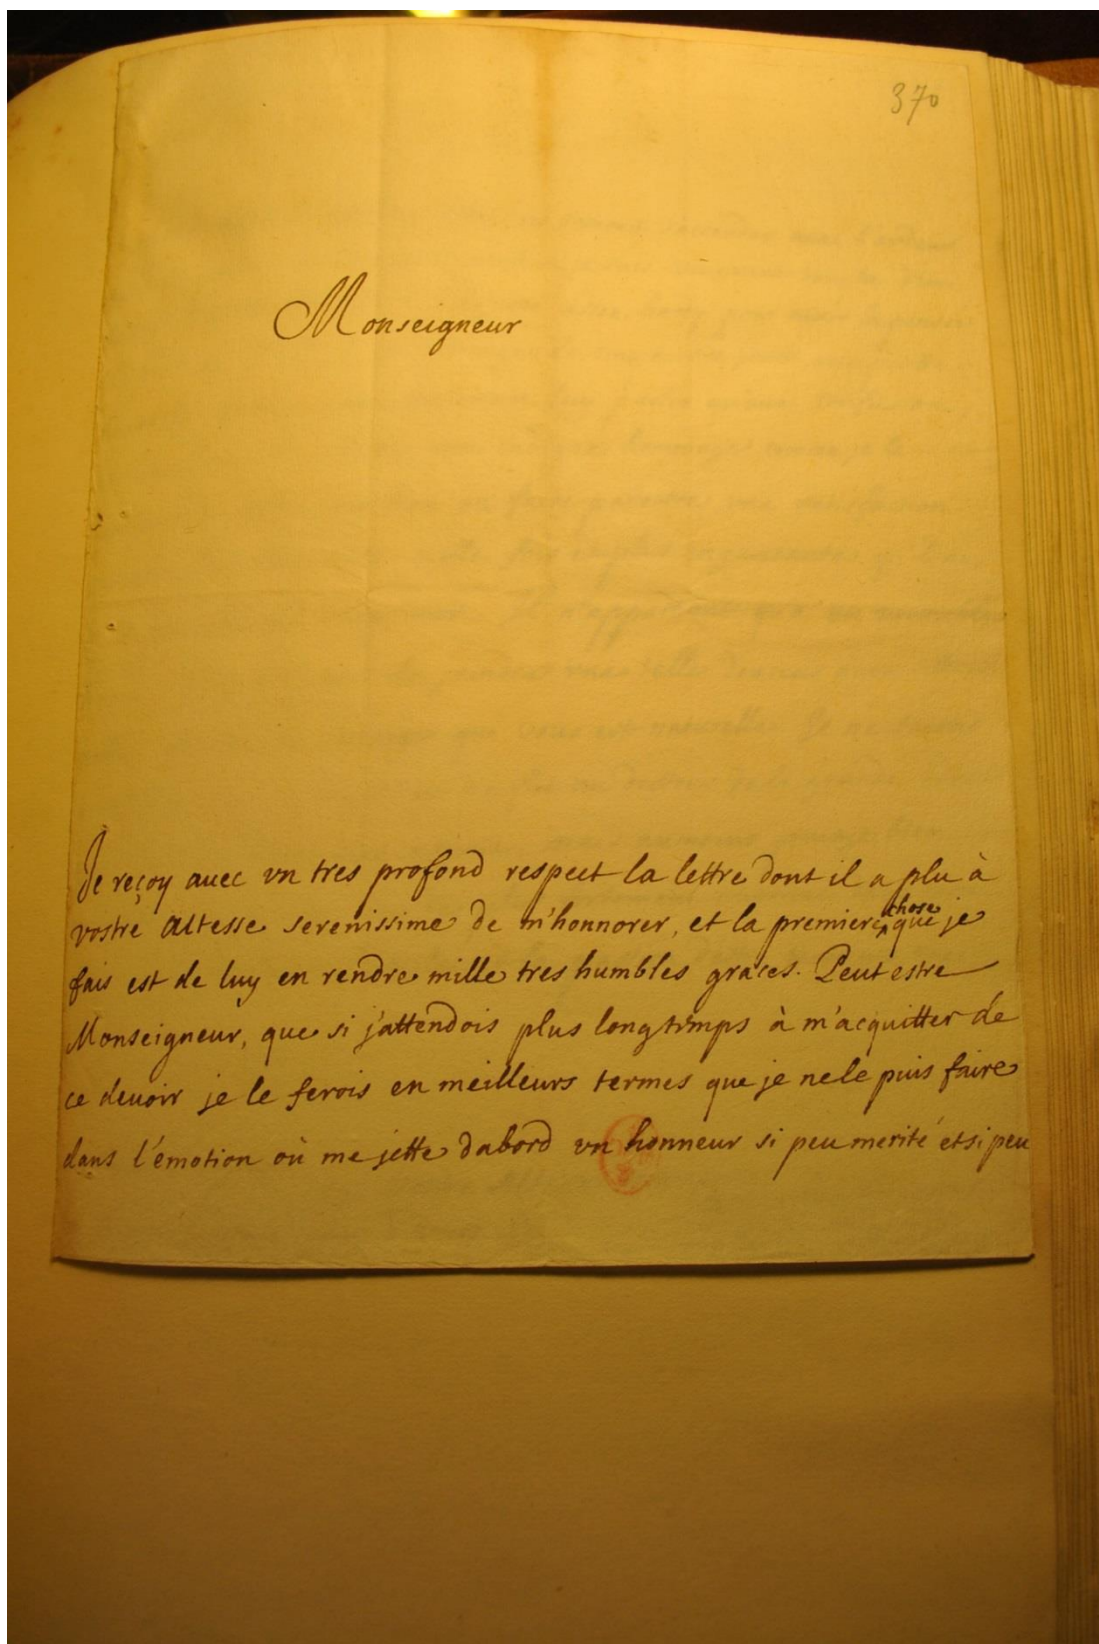 370
Monseigneur
Je reçoy auec vn tres profond respect la lettre dont il a plu à
vostre Altesse serenissime de m'honnorer, et la premiere chose que je
fais est de luy en rendre mille tres humbles graces. Peut estre
Monseigneur, que si j'attendois plus longtemps à m'acquitter de
ce deuoir je le ferois en meilleurs termes que je ne le puis faire
dans l'émotion où me jette dabord vn honneur si peu merité et si peu